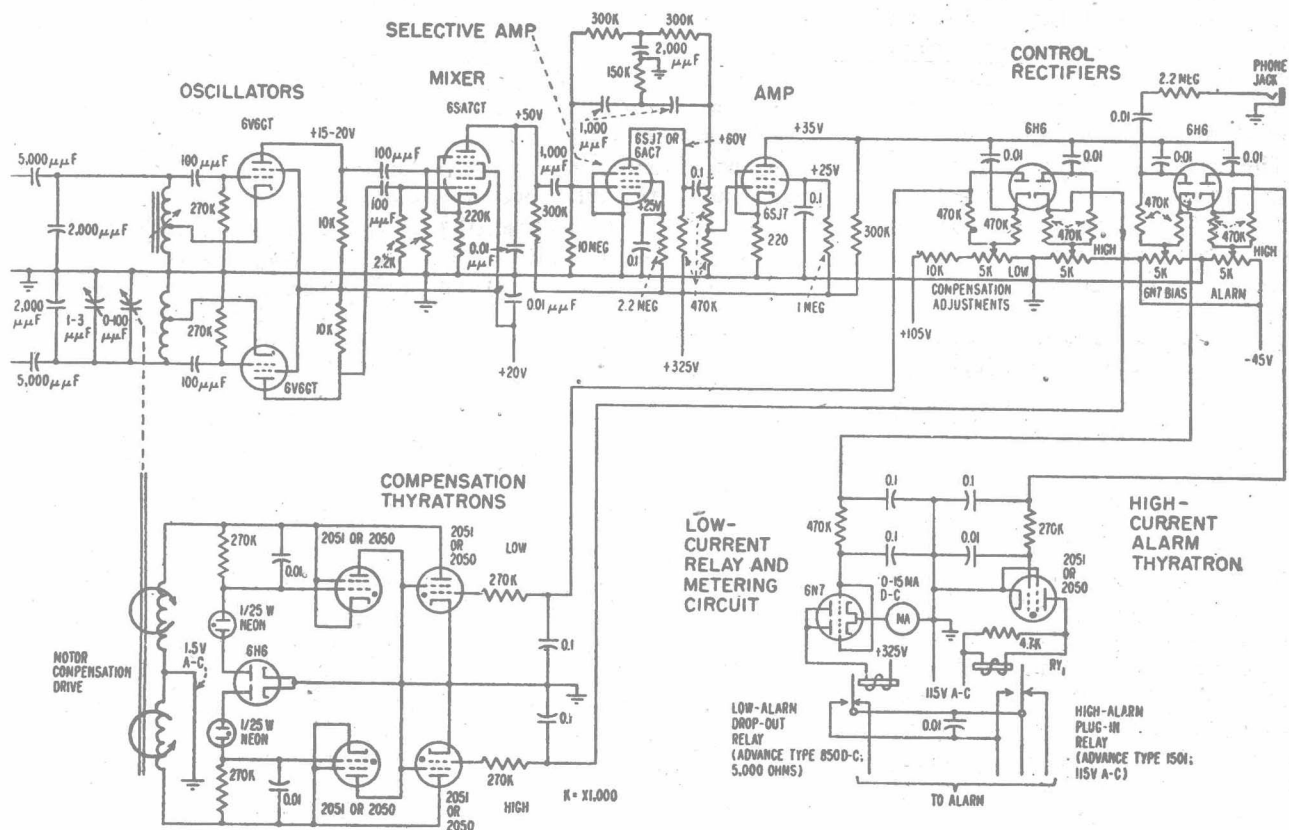 OSCILLATORS
6V6GT
+15-20V
5,000μμF
100μμF
270K
2,000μμF
10K
2,000
μμF
1-3
μμF
0-100
μμF
270K
10K
5,000μμF
100μμF
6V6GT
SELECTIVE AMP
MIXER
6SA7GT
+50V
100
μμF
100
μμF
2.2K
220K
0.01
μμF
0.01 μμF
+20V
300K
300K
2,000
μμF
150K
1,000
μμF
1,000
μμF
300K
10 MEG
6SJ7 OR
6AC7
+60V
+25V
0.1
0.1
2.2 MEG
470K
+325V
AMP
+35V
+25V
6SJ7
0.1
220
1 MEG
300K
CONTROL
RECTIFIERS
6H6
0.01
0.01
470K
470K
470K
HIGH
10K
5K
LOW
5K
COMPENSATION
ADJUSTMENTS
+105V
2.2 MEG
PHONE
JACK
0.01
6H6
0.01
0.01
470K
470K
HIGH
5K
5K
6N7 BIAS
ALARM
-45V
COMPENSATION
THYRATRONS
270K
0.01
2051 OR 2050
2051
OR
2050
LOW
270K
1/25 W
NEON
1.5V
A-C
6H6
MOTOR
COMPENSATION
DRIVE
0.1
0.1
1/25 W
NEON
270K
0.01
2051 OR 2050
2051
OR
2050
270K
HIGH
K = X1,000
LOW-
CURRENT
RELAY AND
METERING
CIRCUIT
470K
0.1
0.1
0.1
0.01
270K
HIGH-
CURRENT
ALARM
THYRATRON
2051
OR
2050
6N7
0-15MA
D-C
MA
+325V
4.7K
RY1
115V A-C
LOW-ALARM
DROP-OUT
RELAY
(ADVANCE TYPE 850D-C;
5,000 OHMS)
0.01
HIGH-ALARM
PLUG-IN
RELAY
(ADVANCE TYPE 1501;
115V A-C)
TO ALARM